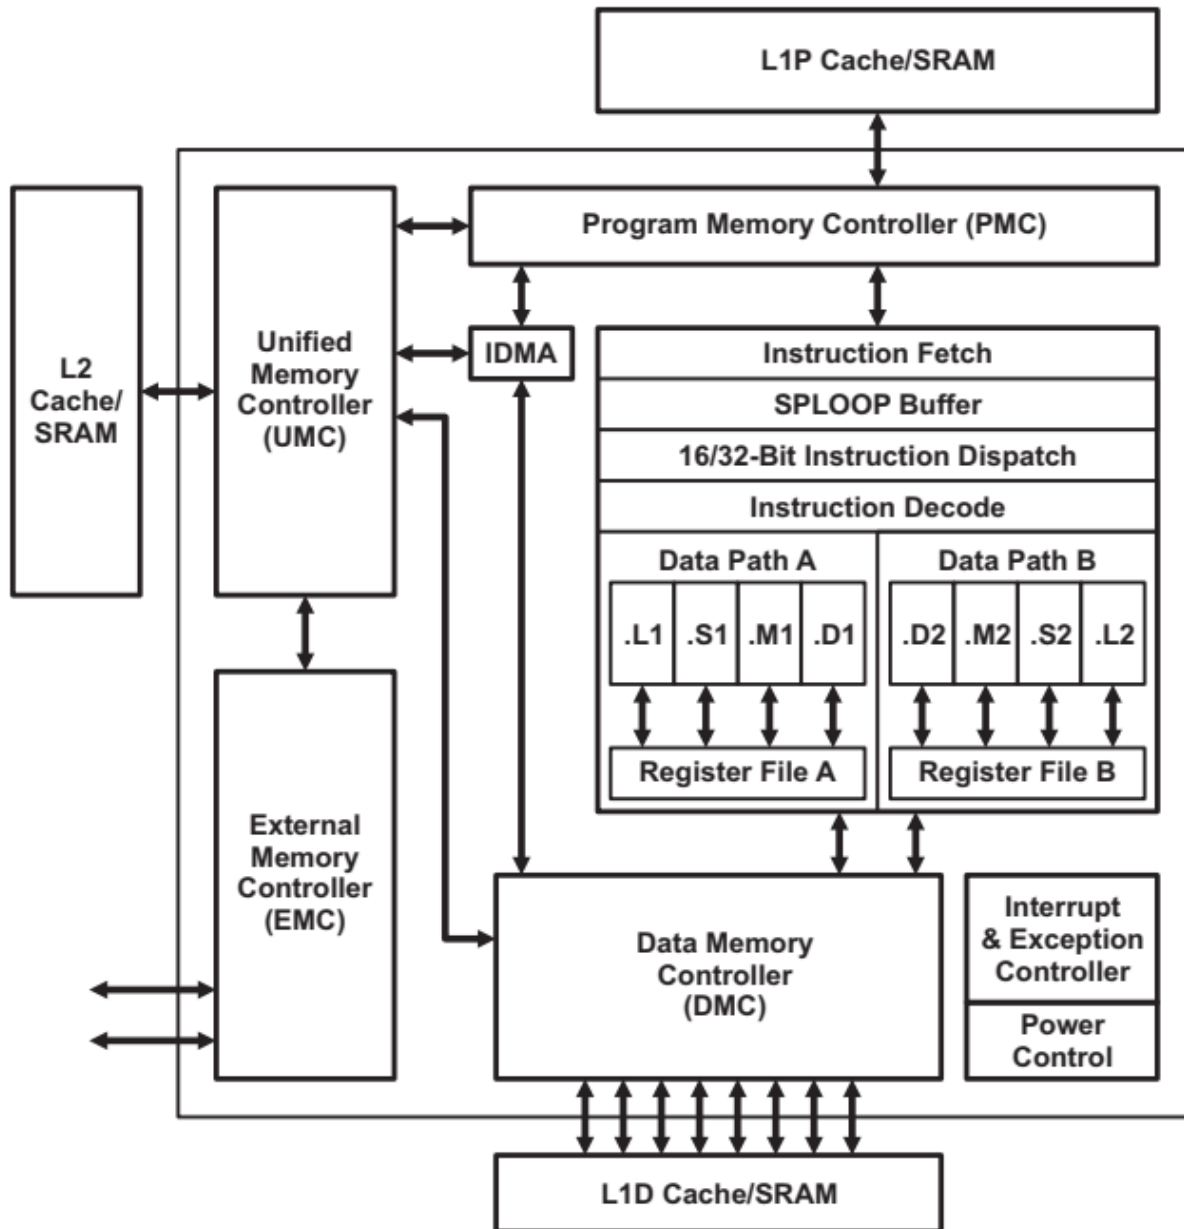 L1P Cache/SRAM
Program Memory Controller (PMC)
L2
Cache/
SRAM
Unified
Memory
Controller
(UMC)
IDMA
Instruction Fetch
SPLOOP Buffer
16/32-Bit Instruction Dispatch
Instruction Decode
Data Path A
.L1
.S1
.M1
.D1
Register File A
Data Path B
.D2
.M2
.S2
.L2
Register File B
External
Memory
Controller
(EMC)
Data Memory
Controller
(DMC)
Interrupt
& Exception
Controller
Power
Control
L1D Cache/SRAM